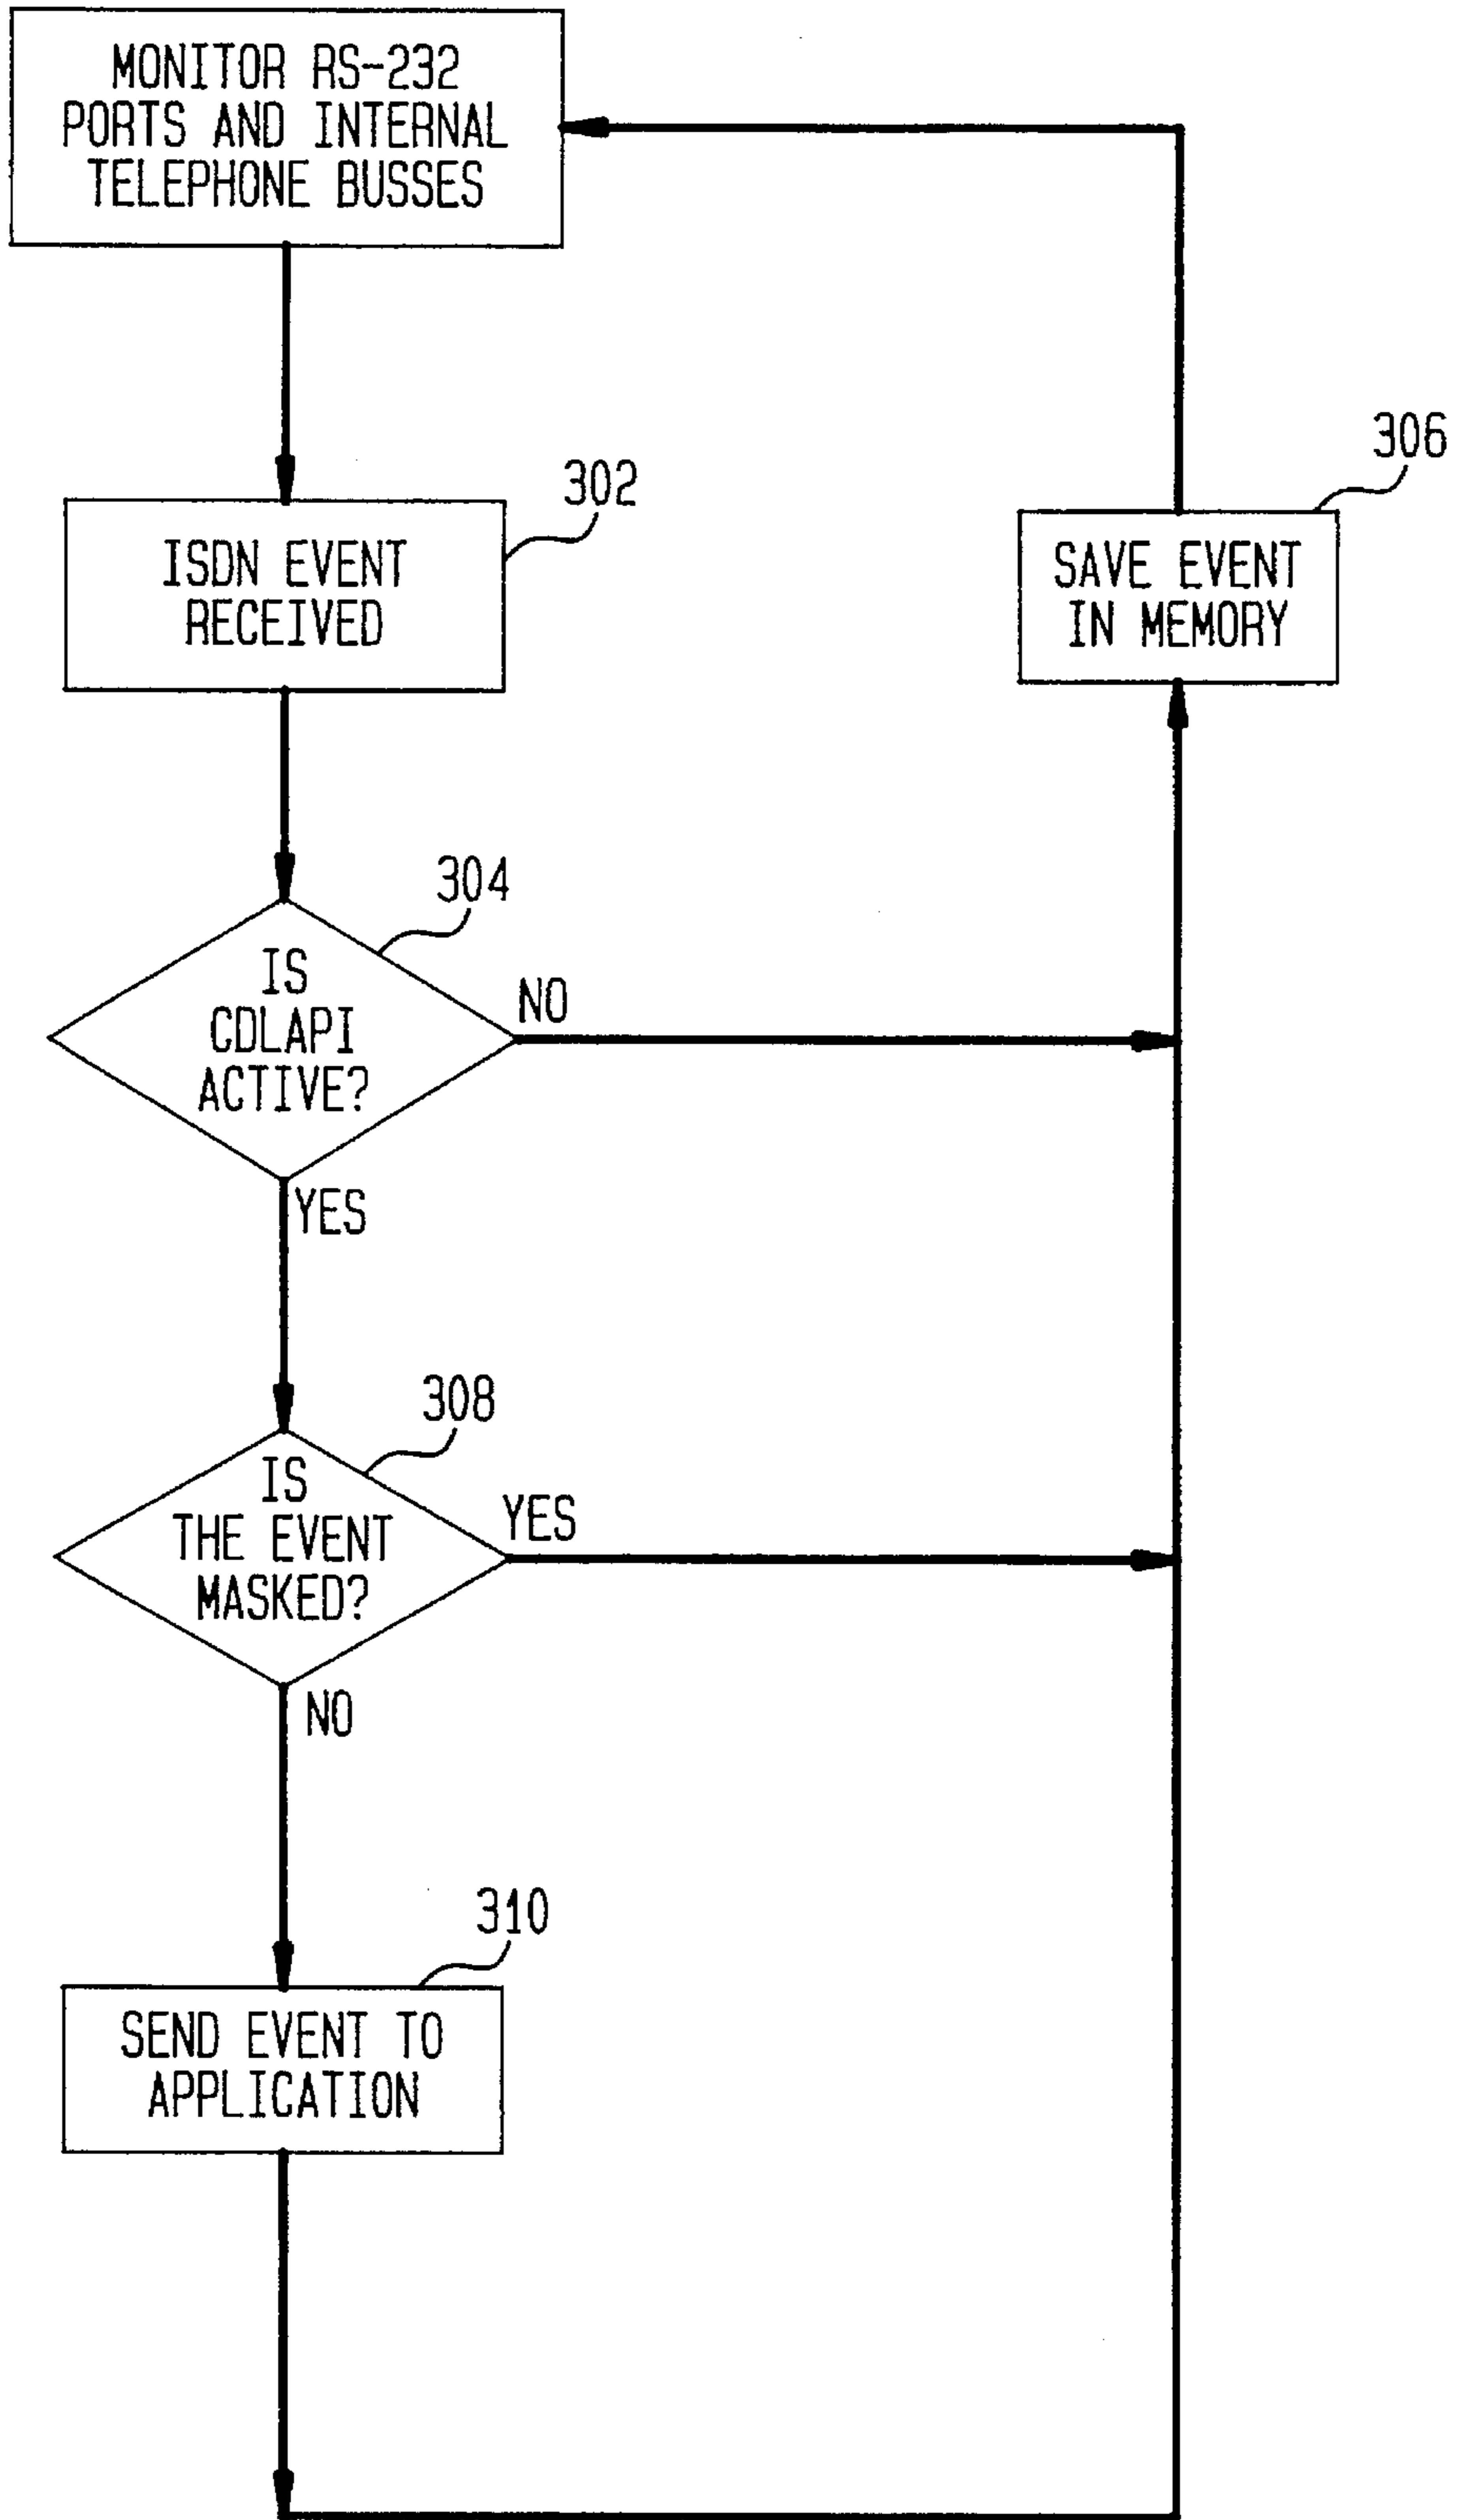 MONITOR RS-232
PORTS AND INTERNAL
TELEPHONE BUSSES
306
302
ISDN EVENT
RECEIVED
SAVE EVENT
IN MEMORY
304
IS
CDLAPI
ACTIVE?
NO
YES
308
IS
THE EVENT
MASKED?
YES
NO
310
SEND EVENT TO
APPLICATION